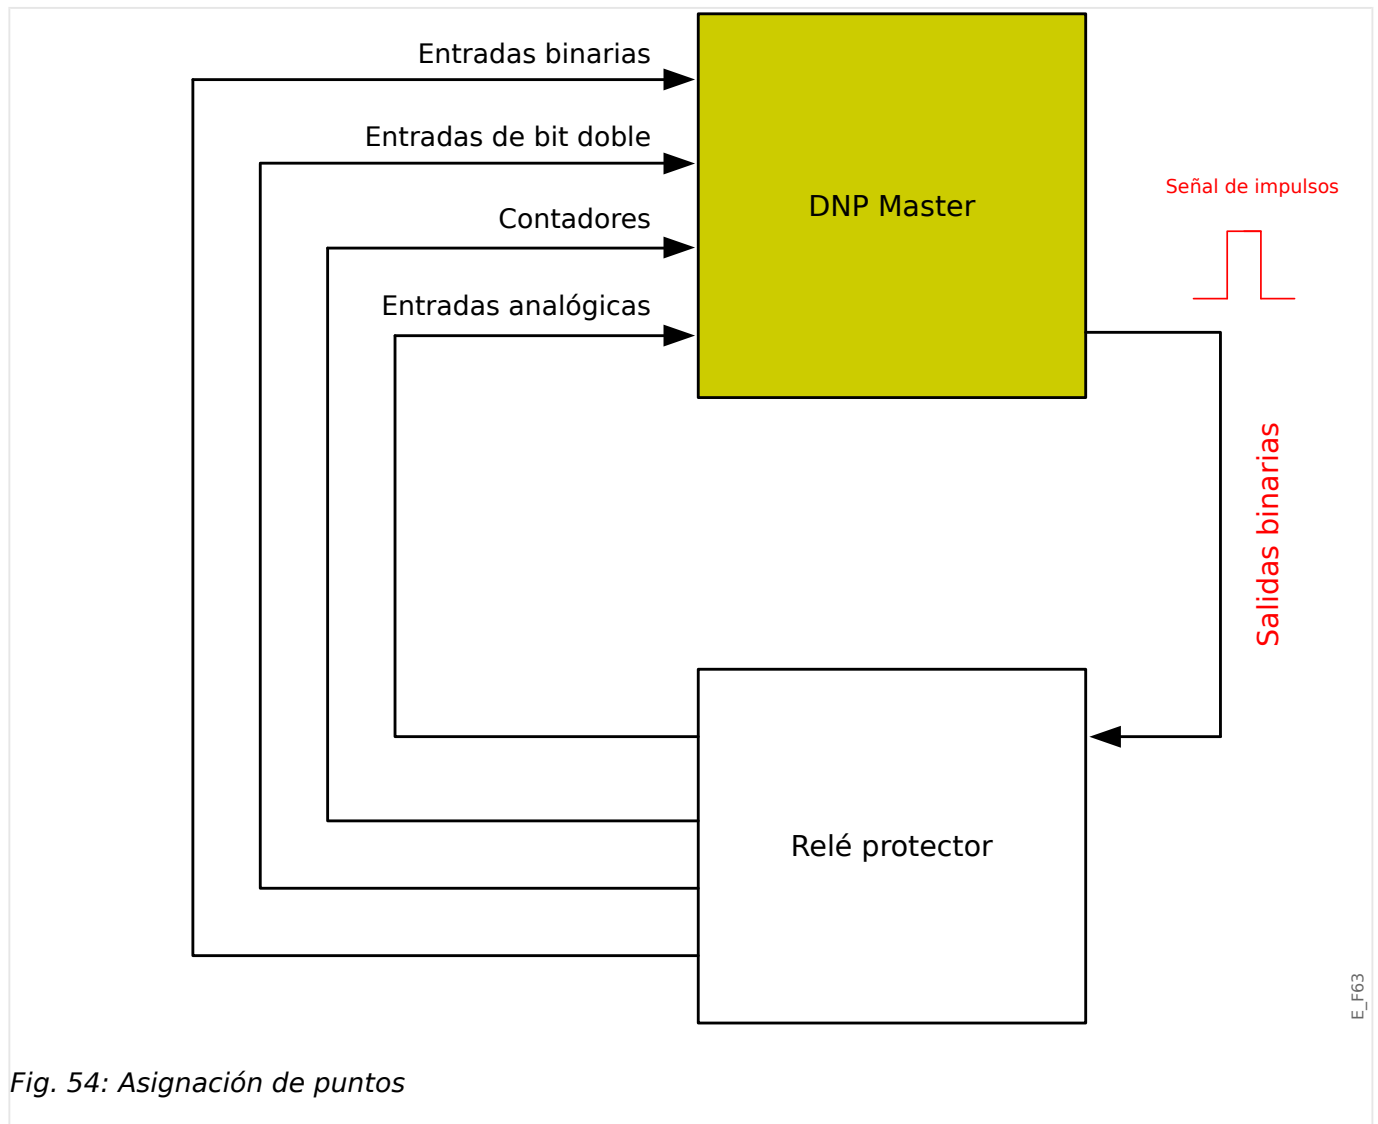 Entradas binarias
Entradas de bit doble
Contadores
Entradas analógicas
DNP Master
Señal de impulsos
Salidas binarias
Relé protector
E_F63
Fig. 54: Asignación de puntos